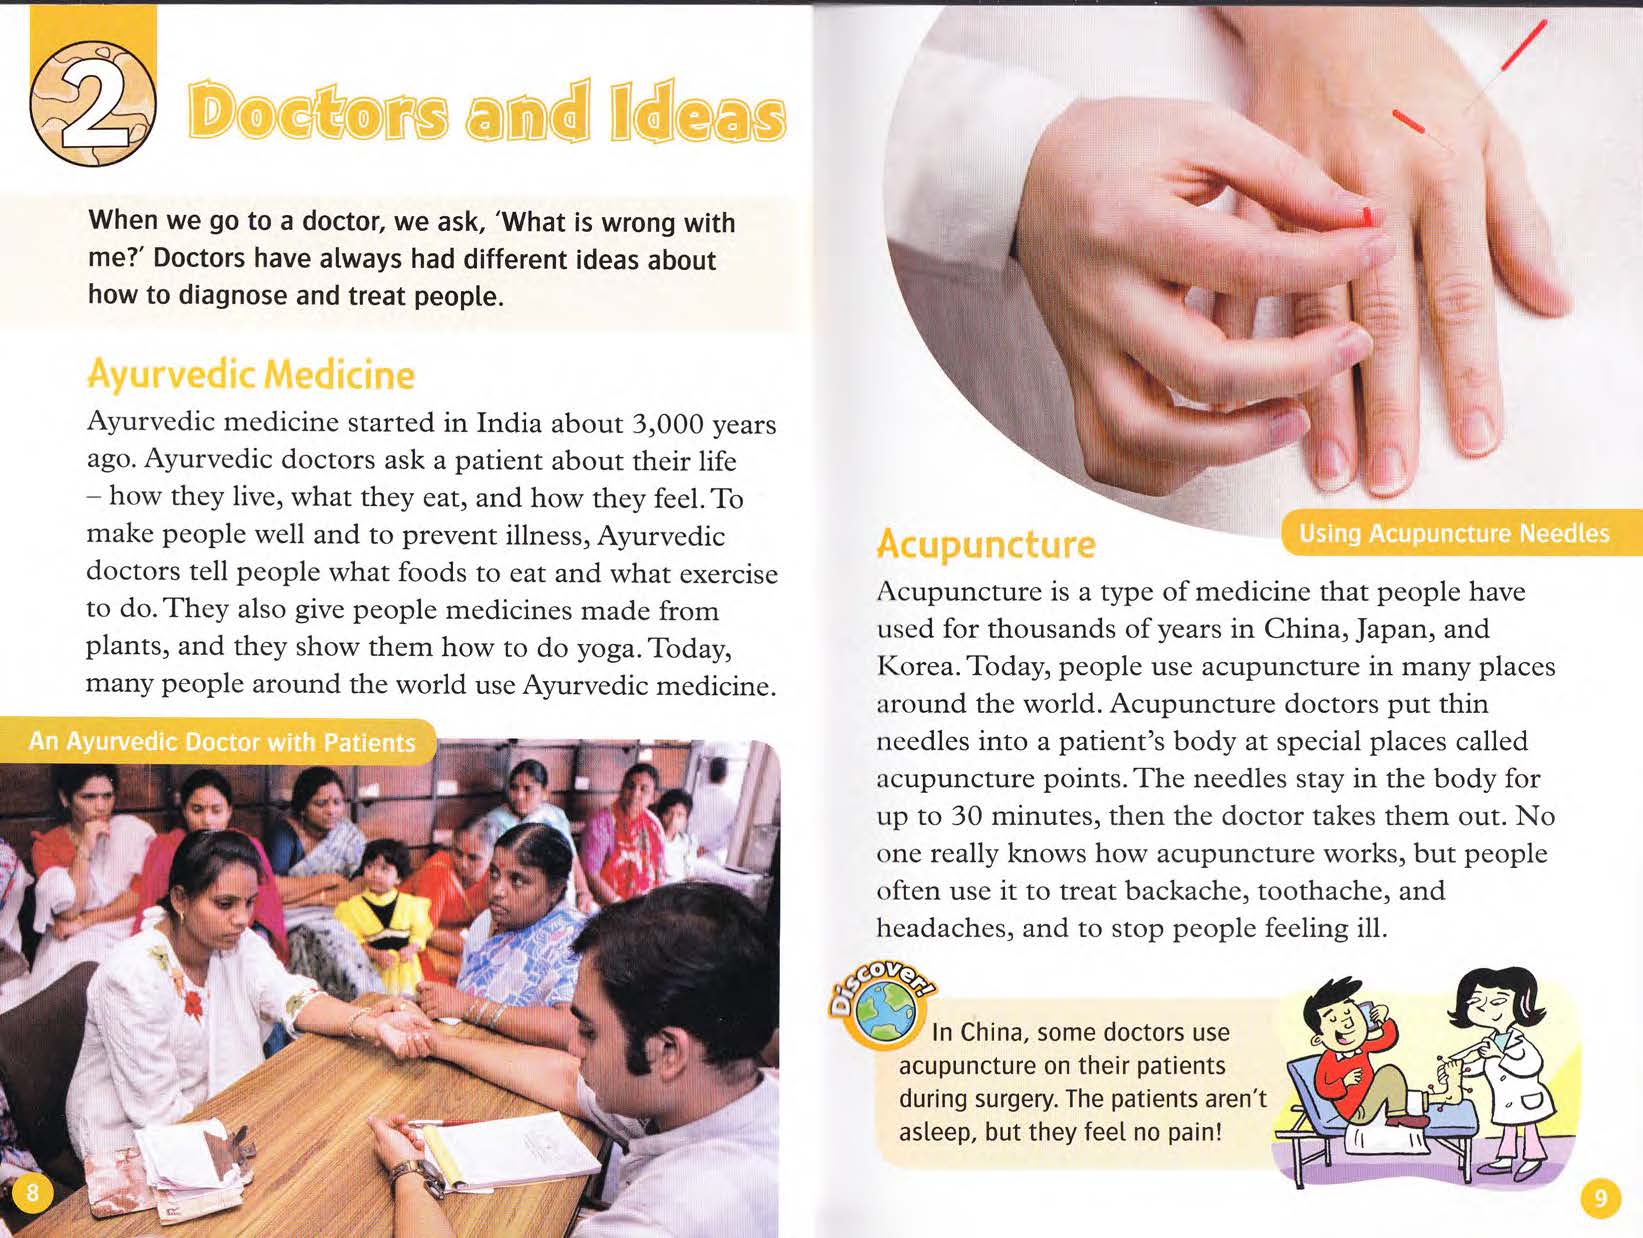 2
Doctors and Ideas
When we go to a doctor, we ask, ‘What is wrong with
me?’ Doctors have always had different ideas about
how to diagnose and treat people.
Ayurvedic Medicine
Ayurvedic medicine started in India about 3,000 years
ago. Ayurvedic doctors ask a patient about their life
– how they live, what they eat, and how they feel. To
make people well and to prevent illness, Ayurvedic
doctors tell people what foods to eat and what exercise
to do. They also give people medicines made from
plants, and they show them how to do yoga. Today,
many people around the world use Ayurvedic medicine.
An Ayurvedic Doctor with Patients
8
Using Acupuncture Needles
Acupuncture
Acupuncture is a type of medicine that people have
used for thousands of years in China, Japan, and
Korea. Today, people use acupuncture in many places
around the world. Acupuncture doctors put thin
needles into a patient’s body at special places called
acupuncture points. The needles stay in the body for
up to 30 minutes, then the doctor takes them out. No
one really knows how acupuncture works, but people
often use it to treat backache, toothache, and
headaches, and to stop people feeling ill.
Discover!
In China, some doctors use
acupuncture on their patients
during surgery. The patients aren’t
asleep, but they feel no pain!
9